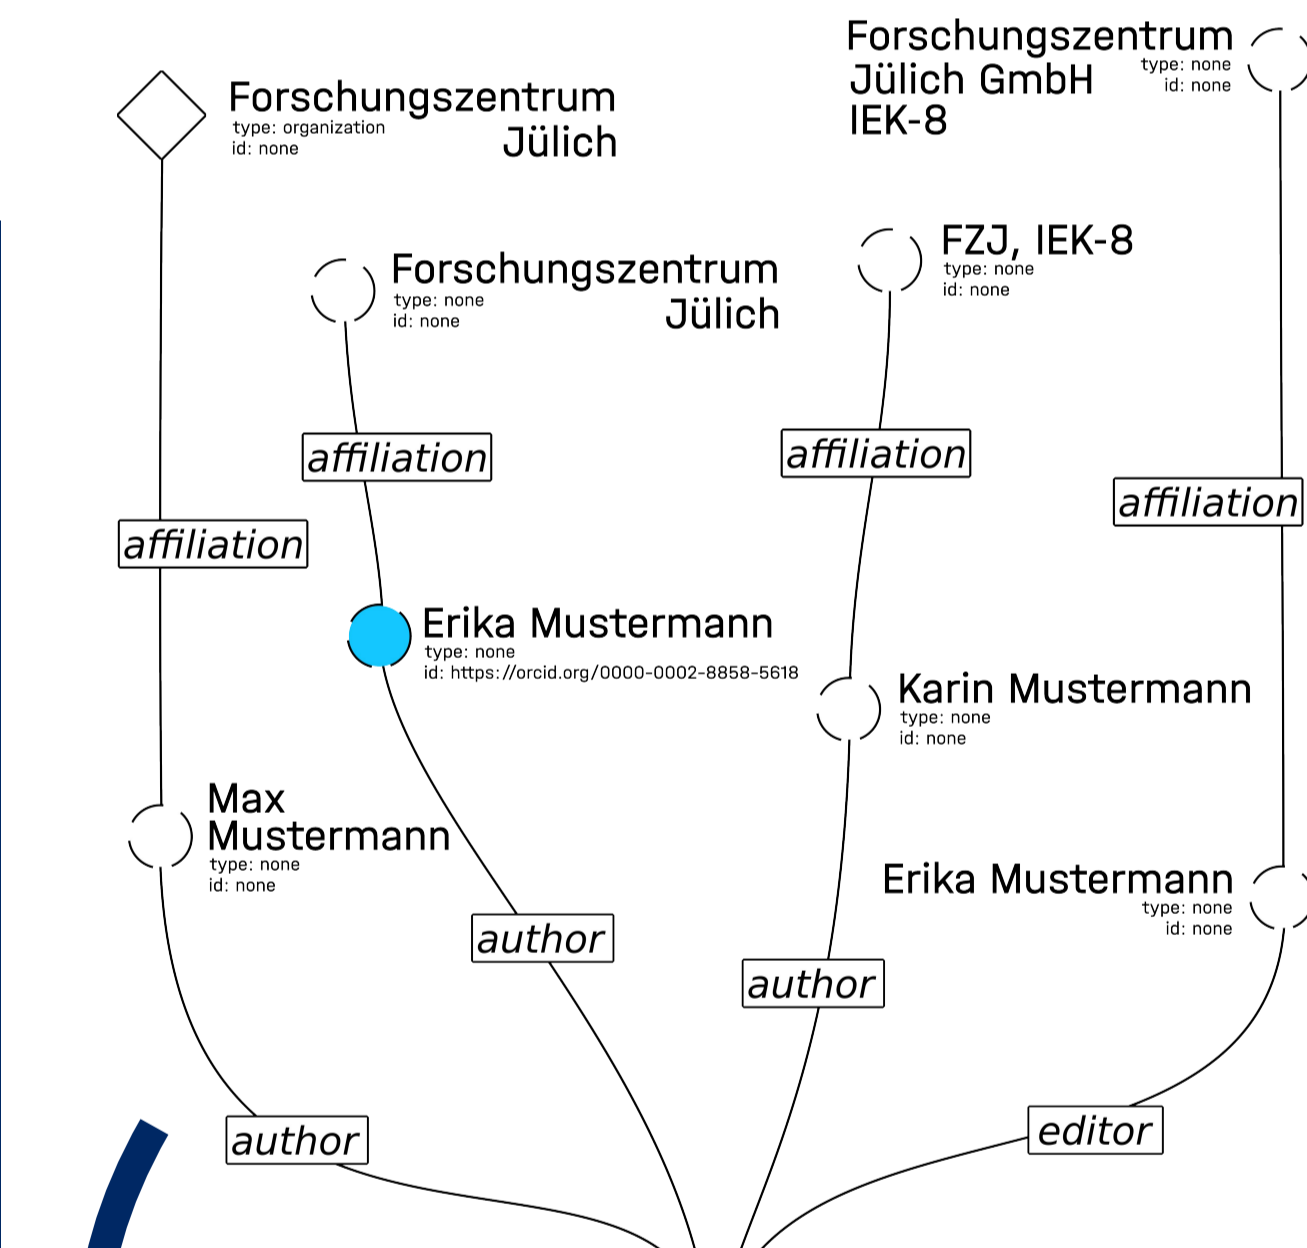 Forschungszentrum
Jülich
type: organization
id: none
Forschungszentrum
Jülich GmbH
IEK-8
type: none
id: none
Forschungszentrum
Jülich
type: none
id: none
FZJ, IEK-8
type: none
id: none
affiliation
affiliation
affiliation
affiliation
Erika Mustermann
type: none
id: https://orcid.org/0000-0002-8858-5618
Karin Mustermann
type: none
id: none
Max
Mustermann
type: none
id: none
Erika Mustermann
type: none
id: none
author
author
author
editor